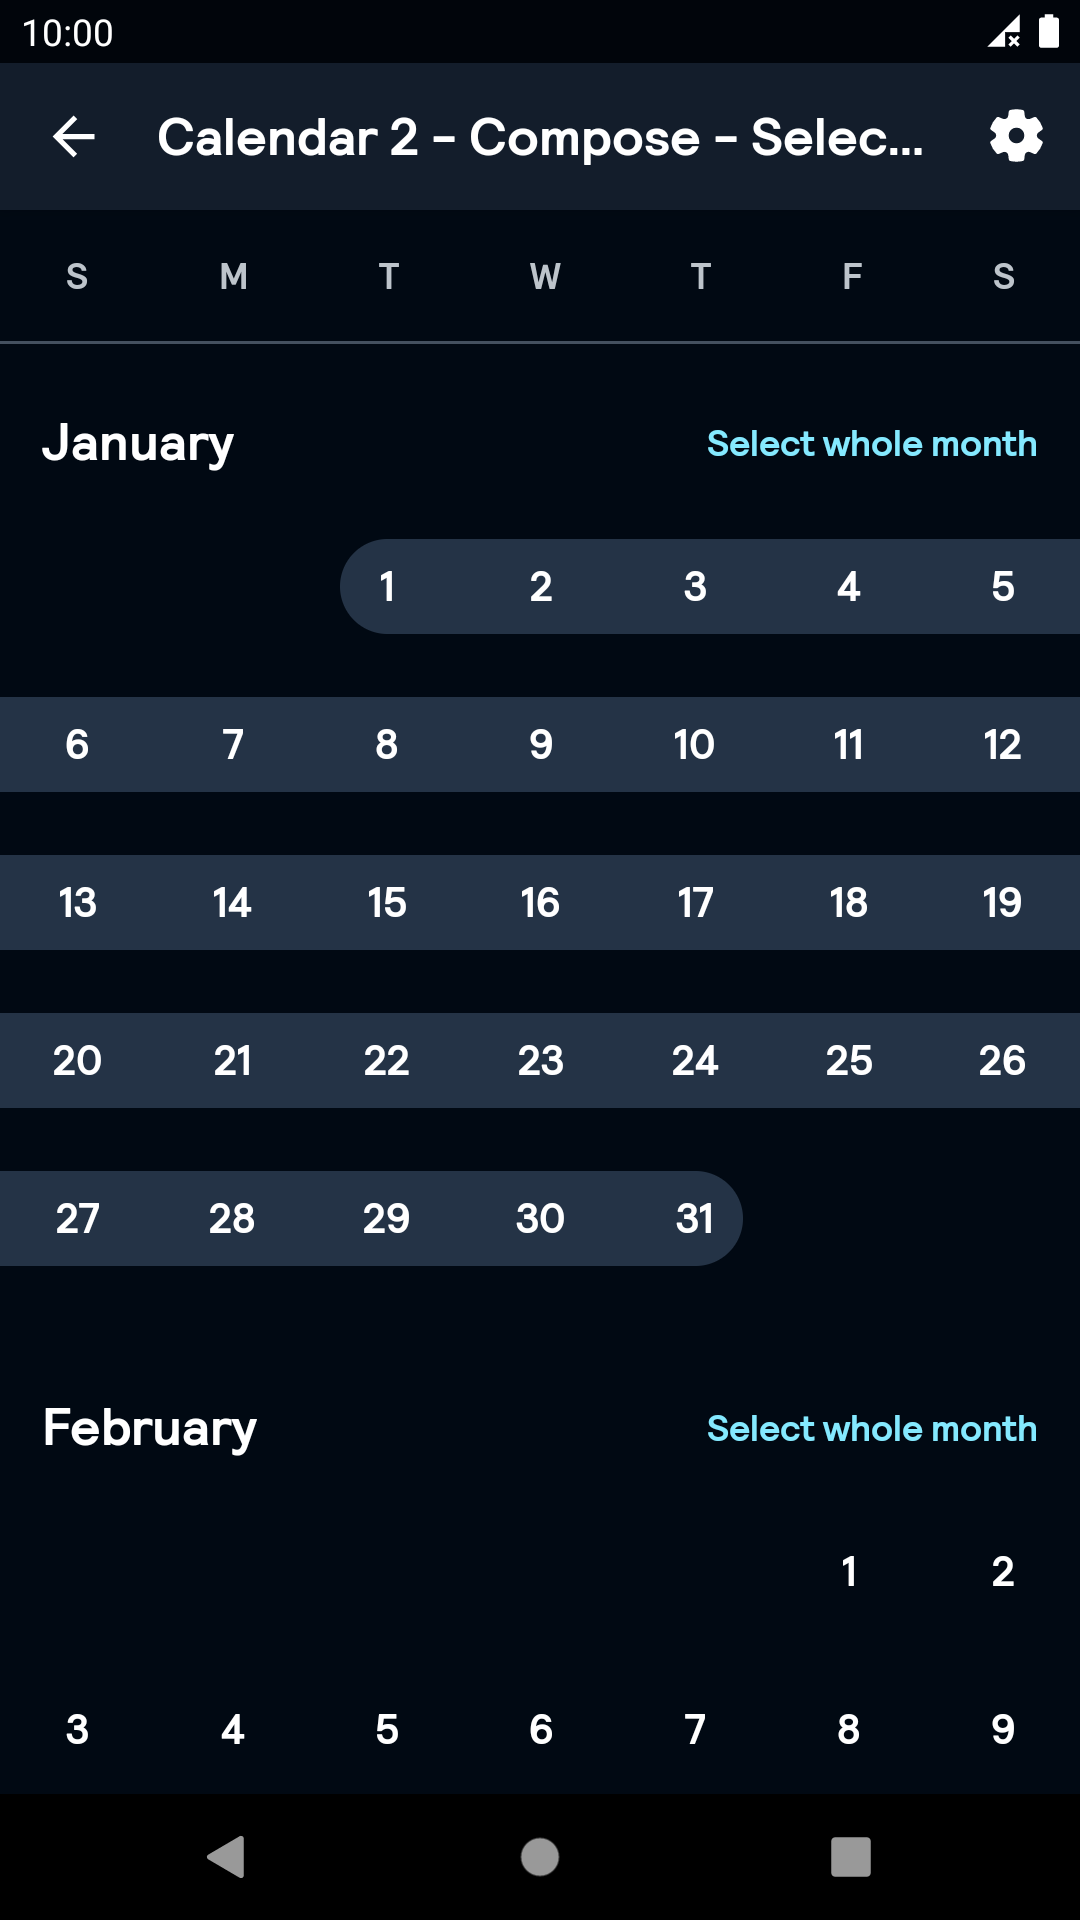 10:00
Calendar 2 - Compose - Selec...
S M T W T F S
January Select whole month
1 2 3 4 5
6 7 8 9 10 11 12
13 14 15 16 17 18 19
20 21 22 23 24 25 26
27 28 29 30 31
February Select whole month
1 2
3 4 5 6 7 8 9